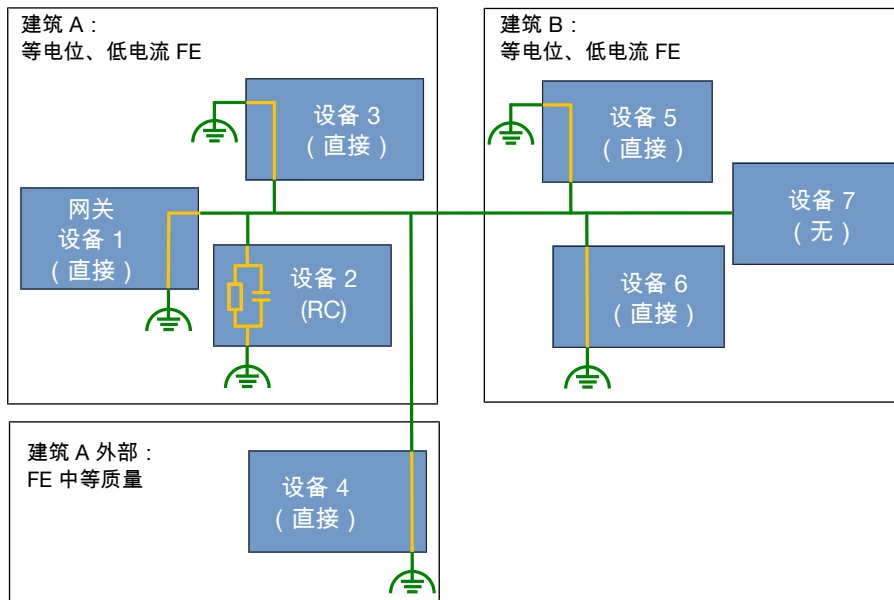 建筑 A：
等电位、低电流 FE
设备 3
（直接）
网关
设备 1
（直接）
设备 2
(RC)
建筑 B：
等电位、低电流 FE
设备 5
（直接）
设备 7
（无）
设备 6
（直接）
建筑 A 外部：
FE 中等质量
设备 4
（直接）